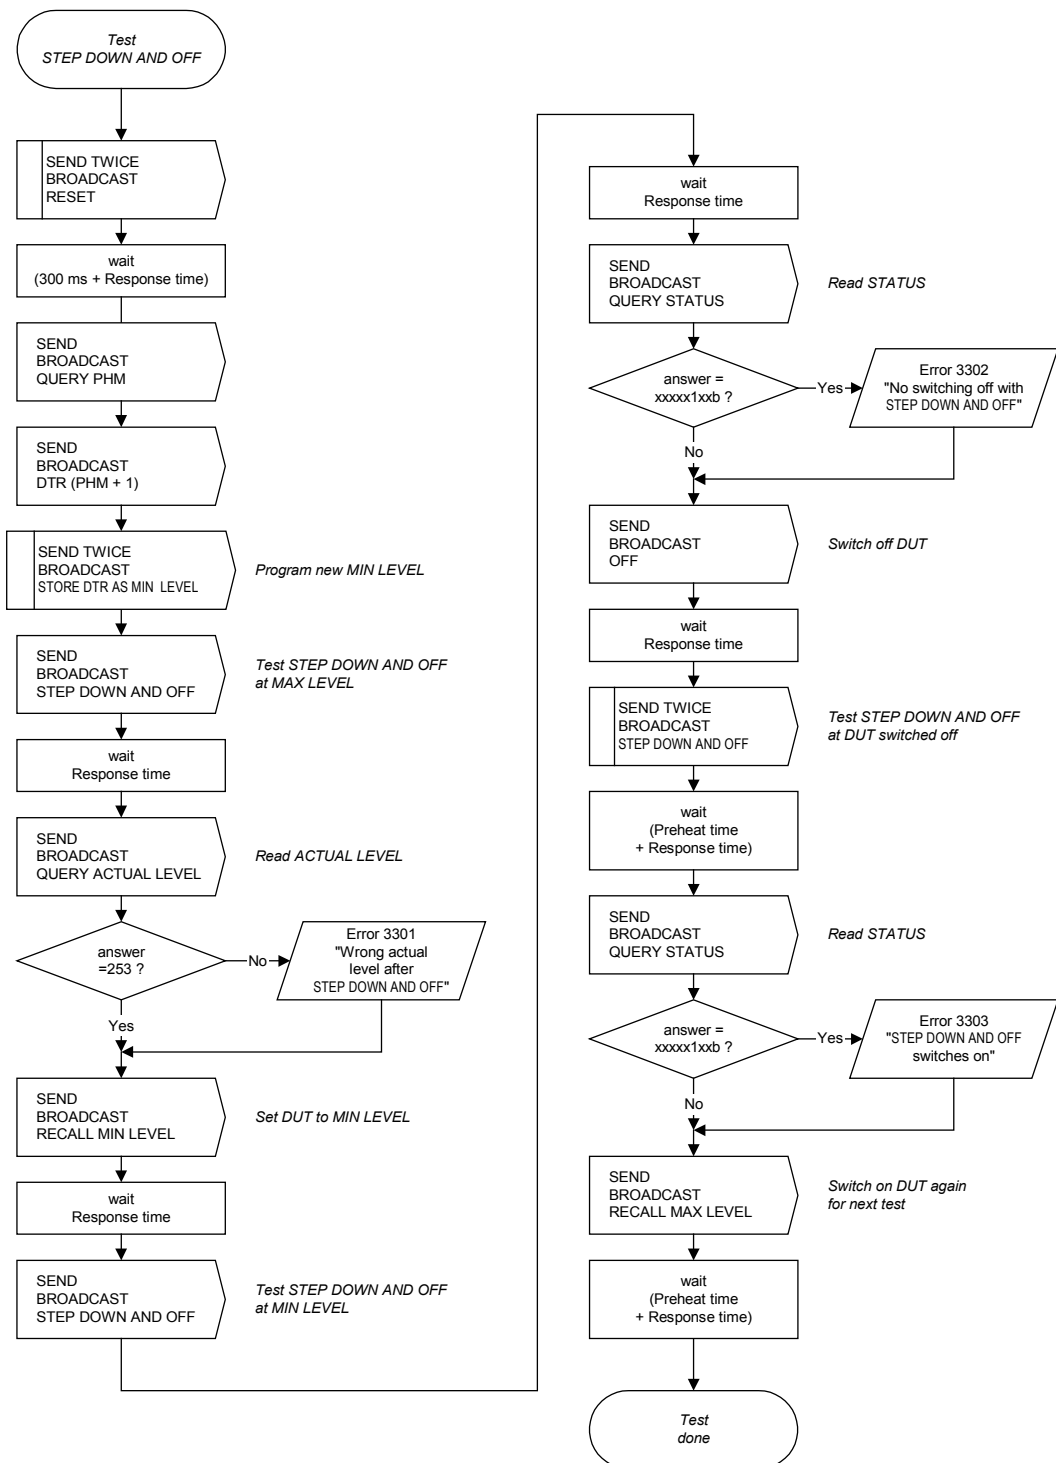 Test
STEP DOWN AND OFF
SEND TWICE
BROADCAST
RESET
wait
(300 ms + Response time)
SEND
BROADCAST
QUERY PHM
SEND
BROADCAST
DTR (PHM + 1)
SEND TWICE
BROADCAST
STORE DTR AS MIN LEVEL
Program new MIN LEVEL
SEND
BROADCAST
STEP DOWN AND OFF
Test STEP DOWN AND OFF
at MAX LEVEL
wait
Response time
SEND
BROADCAST
QUERY ACTUAL LEVEL
Read ACTUAL LEVEL
answer
=253 ?
No
Error 3301
"Wrong actual
level after
STEP DOWN AND OFF"
Yes
SEND
BROADCAST
RECALL MIN LEVEL
Set DUT to MIN LEVEL
wait
Response time
SEND
BROADCAST
STEP DOWN AND OFF
Test STEP DOWN AND OFF
at MIN LEVEL
wait
Response time
SEND
BROADCAST
QUERY STATUS
Read STATUS
answer =
xxxxx1xxb ?
Yes
Error 3302
"No switching off with
STEP DOWN AND OFF"
No
SEND
BROADCAST
OFF
Switch off DUT
wait
Response time
SEND TWICE
BROADCAST
STEP DOWN AND OFF
Test STEP DOWN AND OFF
at DUT switched off
wait
(Preheat time
+ Response time)
SEND
BROADCAST
QUERY STATUS
Read STATUS
answer =
xxxxx1xxb ?
Yes
Error 3303
"STEP DOWN AND OFF
switches on"
No
SEND
BROADCAST
RECALL MAX LEVEL
Switch on DUT again
for next test
wait
(Preheat time
+ Response time)
Test
done